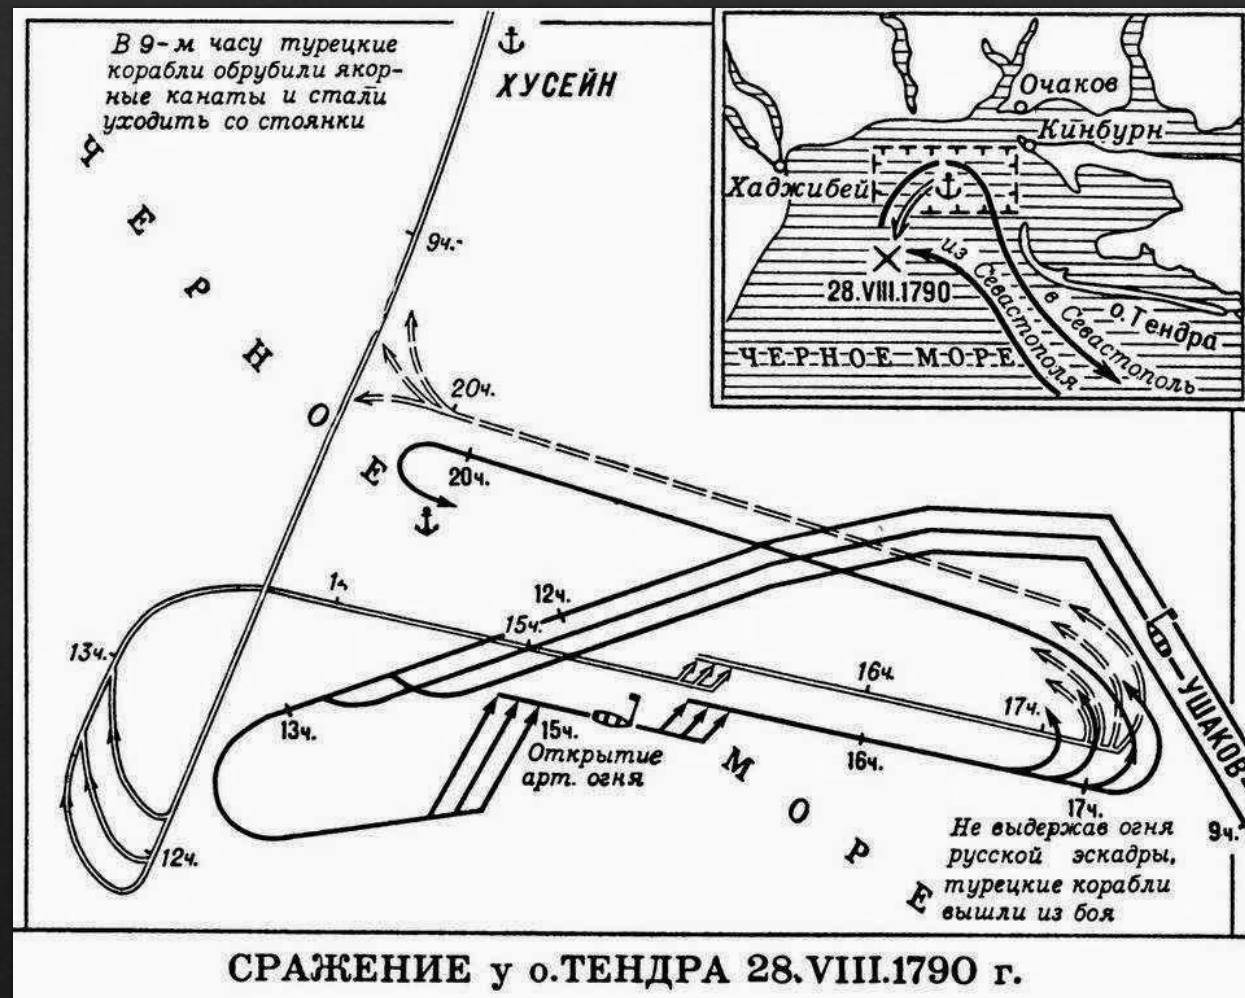 В 9-м часу турецкие
корабли обрубили якор-
ные канаты и стали
уходить со стоянки
ХУСЕЙН
Очаков
Кинбурн
Хаджибей
28.VIII.1790
из Севастополя
в Севастополь
о. Тендра
ЧЕРНОЕ МОРЕ
ЧЕРНОЕ
9ч.
20ч.
20ч.
12ч.
15ч.
13ч.
16ч.
17ч.
13ч.
15ч.
Открытие
арт. огня
16ч.
МОРЕ
УШАКОВ
17ч.
9ч.
12ч.
Не выдержав огня
русской эскадры,
турецкие корабли
вышли из боя
СРАЖЕНИЕ у о.ТЕНДРА 28.VIII.1790 г.